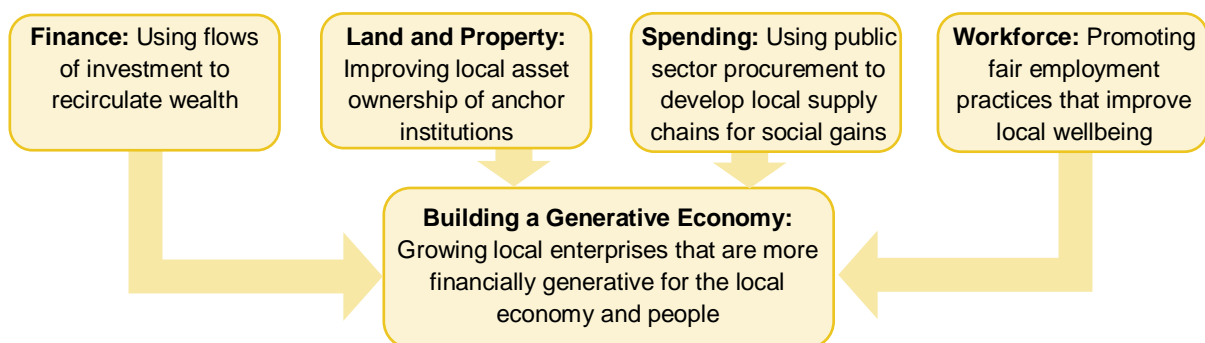 Finance: Using flows
of investment to
recirculate wealth
Land and Property:
Improving local asset
ownership of anchor
institutions
Spending: Using public
sector procurement to
develop local supply
chains for social gains
Workforce: Promoting
fair employment
practices that improve
local wellbeing
Building a Generative Economy:
Growing local enterprises that are more
financially generative for the local
economy and people